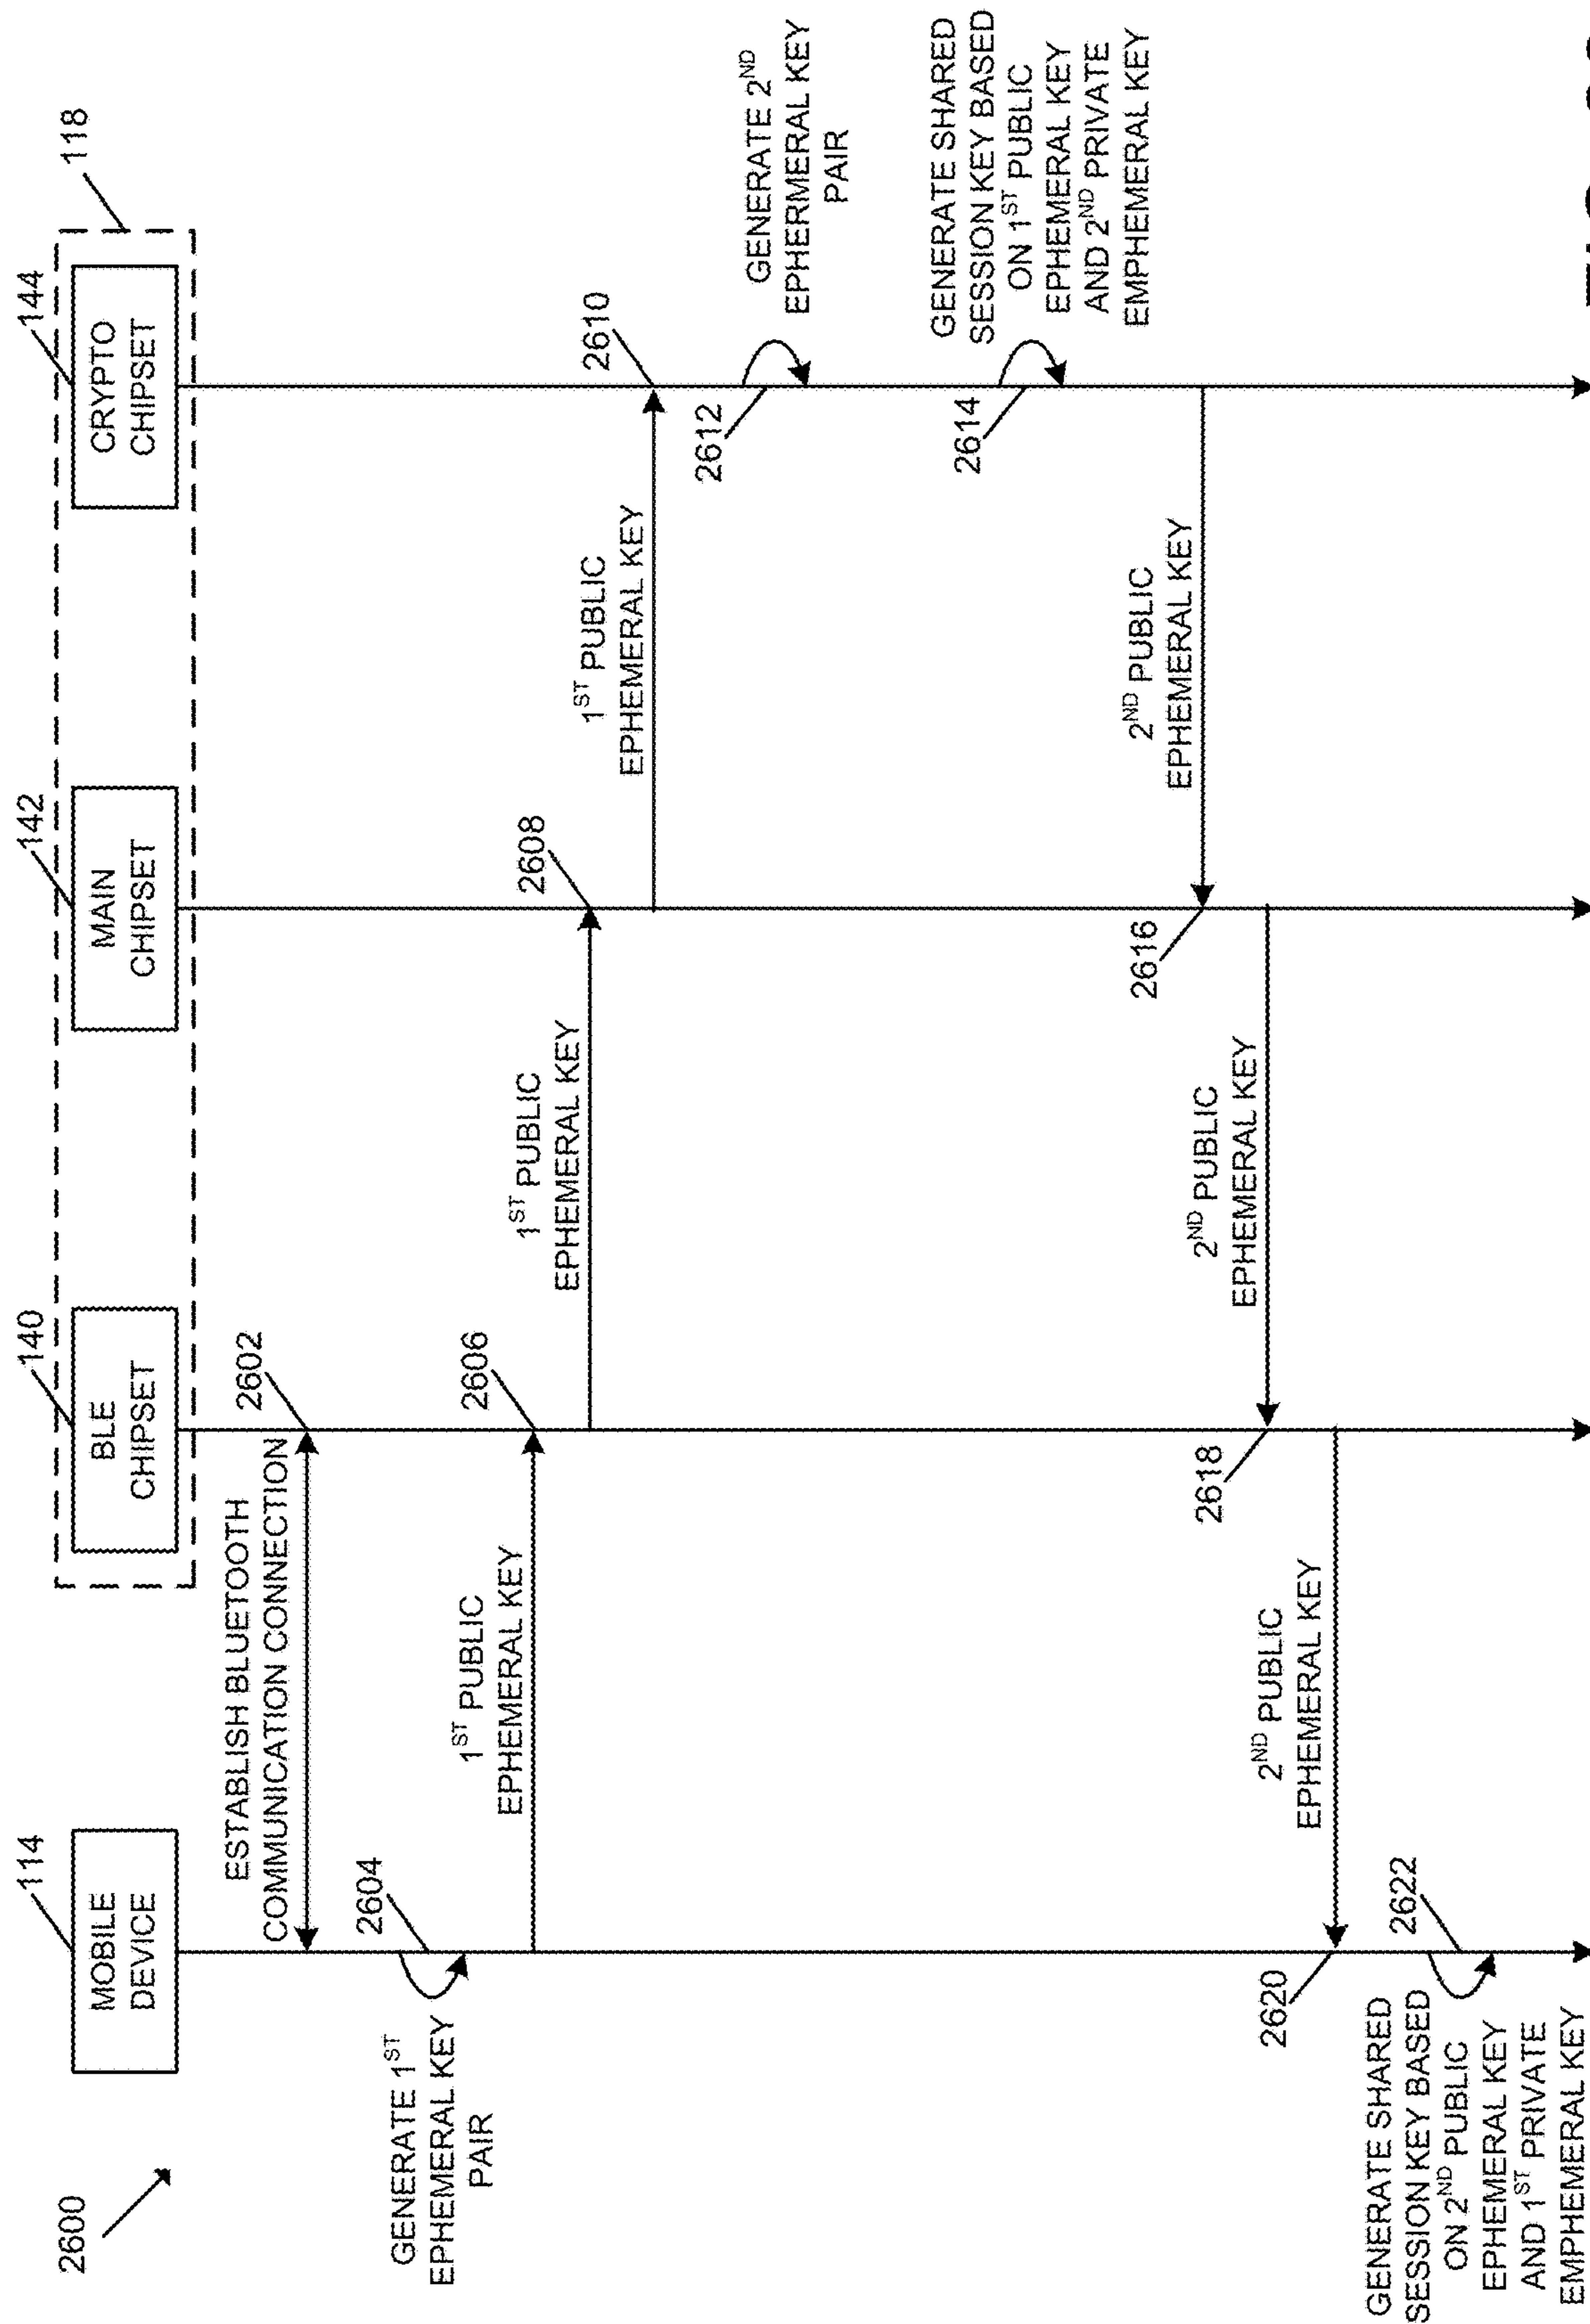 2600
114
MOBILE
DEVICE
140
BLE
CHIPSET
142
MAIN
CHIPSET
144
CRYPTO
CHIPSET
118
ESTABLISH BLUETOOTH
COMMUNICATION CONNECTION
2602
GENERATE 1ST
EPHEMERAL KEY
PAIR
2604
1ST PUBLIC
EPHEMERAL KEY
2606
1ST PUBLIC
EPHEMERAL KEY
2608
1ST PUBLIC
EPHEMERAL KEY
2610
2612
GENERATE 2ND
EPHERMERAL KEY
PAIR
2614
GENERATE SHARED
SESSION KEY BASED
ON 1ST PUBLIC
EPHEMERAL KEY
AND 2ND PRIVATE
EMPHEMERAL KEY
2ND PUBLIC
EPHEMERAL KEY
2616
2ND PUBLIC
EPHEMERAL KEY
2618
2ND PUBLIC
EPHEMERAL KEY
2620
2622
GENERATE SHARED
SESSION KEY BASED
ON 2ND PUBLIC
EPHEMERAL KEY
AND 1ST PRIVATE
EMPHEMERAL KEY